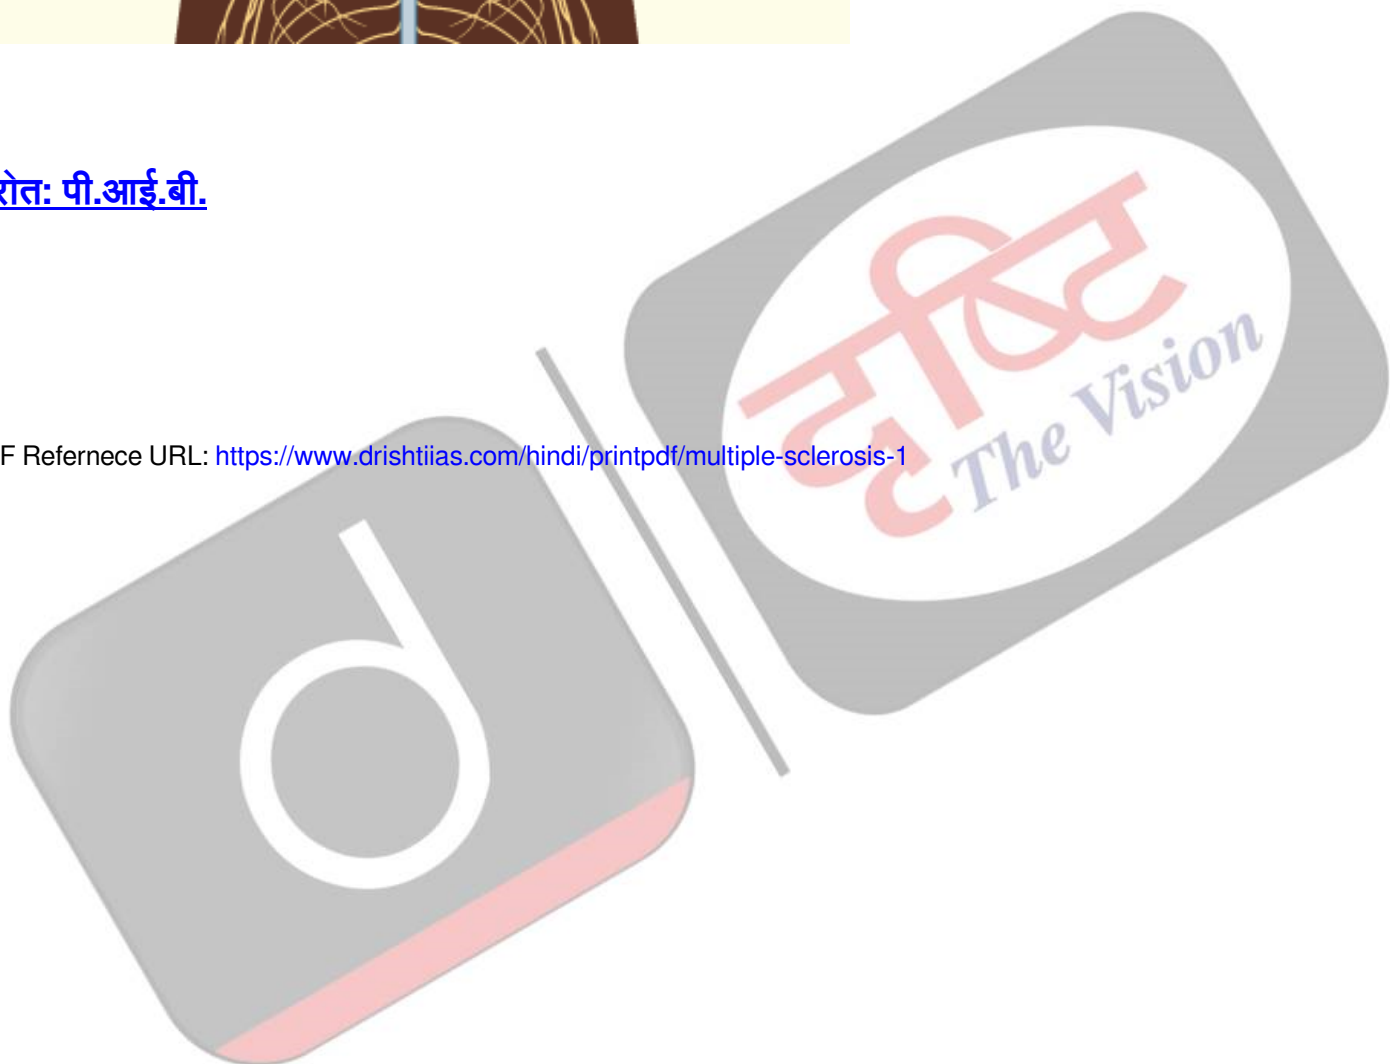 रोत: पी.आई.बी.
F Refernece URL: https://www.drishtiias.com/hindi/printpdf/multiple-sclerosis-1
दृष्टि
The Vision
d